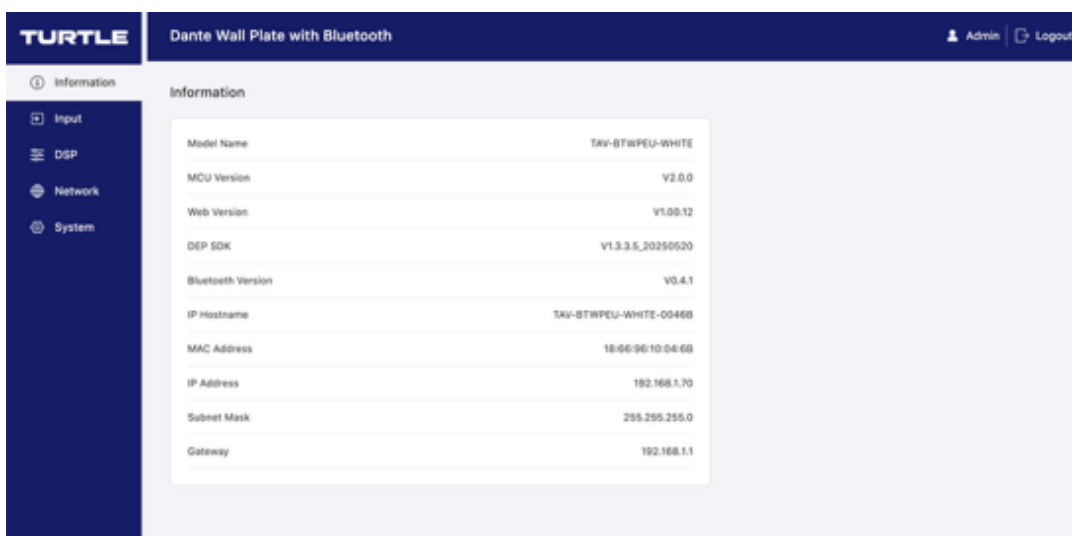 TURTLE
Dante Wall Plate with Bluetooth
Admin
Logout
Information
Input
DSP
Network
System
Information
Model Name TAV-BTWPEU-WHITE
MCU Version V2.0.0
Web Version V1.00.12
DEP SDK V1.3.3.5_20250520
Bluetooth Version V0.4.1
IP Hostname TAV-BTWPEU-WHITE-00046B
MAC Address 18:66:96:10:04:6B
IP Address 192.168.1.70
Subnet Mask 255.255.255.0
Gateway 192.168.1.1